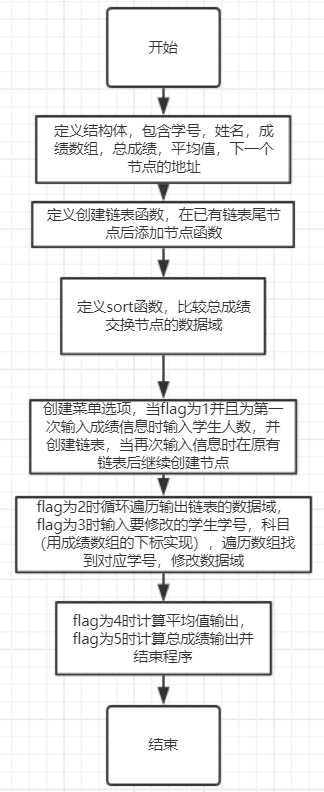 开始
定义结构体，包含学号，姓名，成
绩数组，总成绩，平均值，下一个
节点的地址
定义创建链表函数，在已有链表尾节
点后添加节点函数
定义sort函数，比较总成绩
交换节点的数据域
创建菜单选项，当flag为1并且为第一
次输入成绩信息时输入学生人数，并
创建链表，当再次输入信息时在原有
链表后继续创建节点
flag为2时循环遍历输出链表的数据域，
flag为3时输入要修改的学生学号，科目
（用成绩数组的下标实现），遍历数组找
到对应学号，修改数据域
flag为4时计算平均值输出，
flag为5时计算总成绩输出并
结束程序
结束